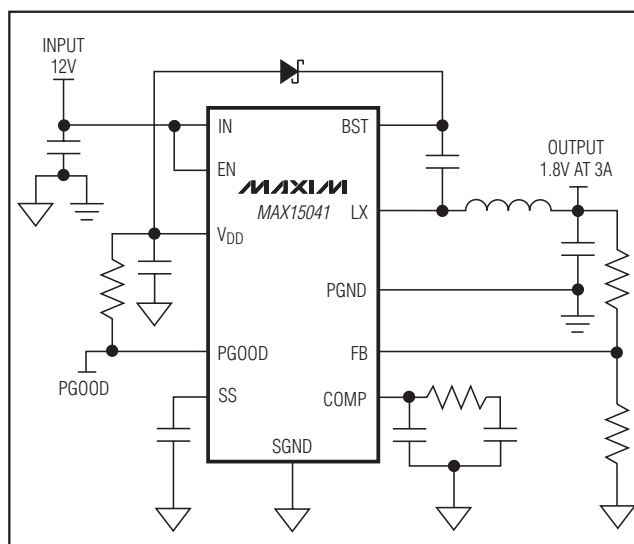 INPUT
12V
IN
BST
OUTPUT
1.8V AT 3A
EN
MAXIM
MAX15041
LX
VDD
PGND
PGOOD
FB
PGOOD
SS
COMP
SGND